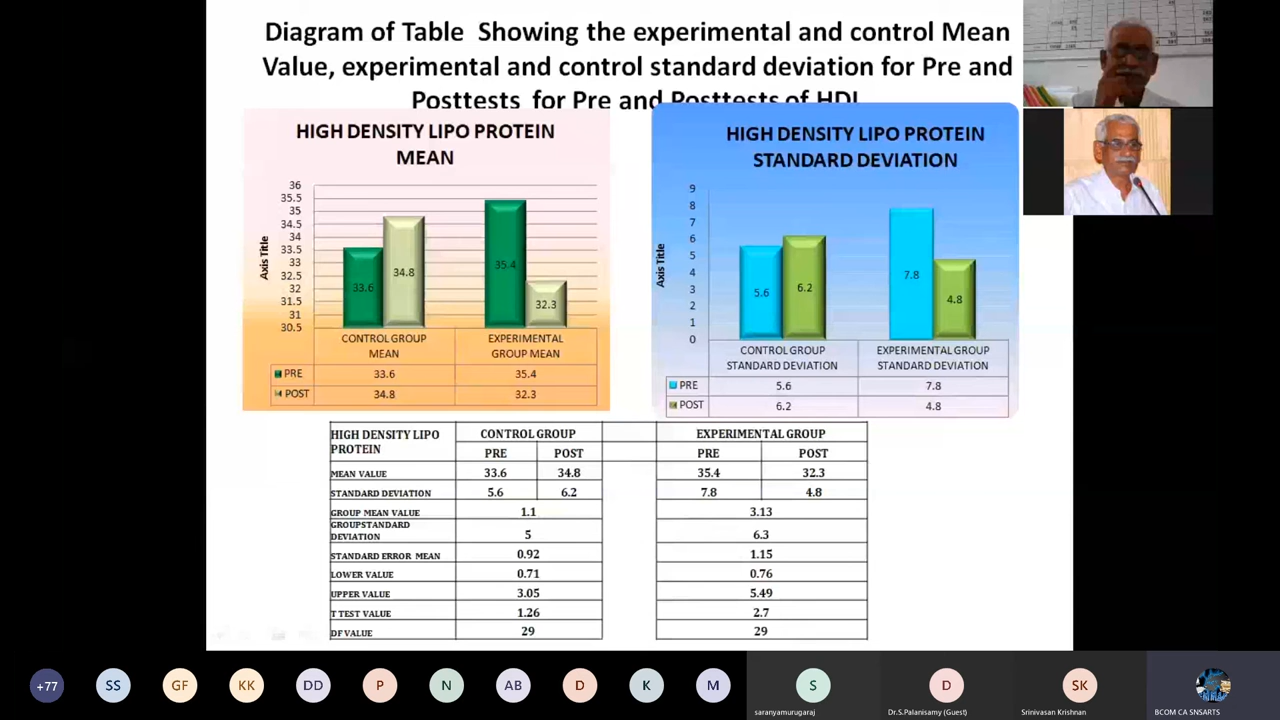 Diagram of Table Showing the experimental and control Mean
Value, experimental and control standard deviation for Pre and
Posttests for Pre and Posttests of HDL
HIGH DENSITY LIPO PROTEIN
MEAN
36
35.5
35
34.5
34
33.5
33
32.5
32
31.5
31
30.5
Axis Title
33.6
34.8
35.4
32.3
CONTROL GROUP
MEAN
EXPERIMENTAL
GROUP MEAN
PRE 33.6 35.4
POST 34.8 32.3
HIGH DENSITY LIPO PROTEIN
STANDARD DEVIATION
9
8
7
6
5
4
3
2
1
0
Axis Title
5.6
6.2
7.8
4.8
CONTROL GROUP
STANDARD DEVIATION
EXPERIMENTAL GROUP
STANDARD DEVIATION
PRE 5.6 7.8
POST 6.2 4.8
HIGH DENSITY LIPO
PROTEIN
CONTROL GROUP EXPERIMENTAL GROUP
PRE POST PRE POST
MEAN VALUE 33.6 34.8 35.4 32.3
STANDARD DEVIATION 5.6 6.2 7.8 4.8
GROUP MEAN VALUE 1.1 3.13
GROUPSTANDARD
DEVIATION 5 6.3
STANDARD ERROR MEAN 0.92 1.15
LOWER VALUE 0.71 0.76
UPPER VALUE 3.05 5.49
T TEST VALUE 1.26 2.7
DF VALUE 29 29
+77 SS GF KK DD P N AB D K M S D SK
saranyamurugaraj Dr.S.Palanisamy (Guest) Srinivasan Krishnan BCOM CA SNSARTS